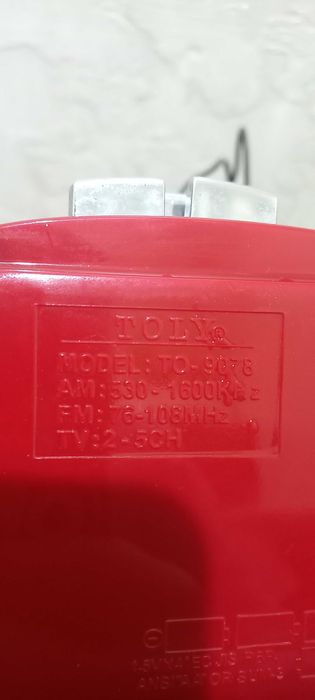 TOLY®
MODEL: TO-9078
AM: 530-1600KHz
FM: 76-108MHz
TV: 2-5CH